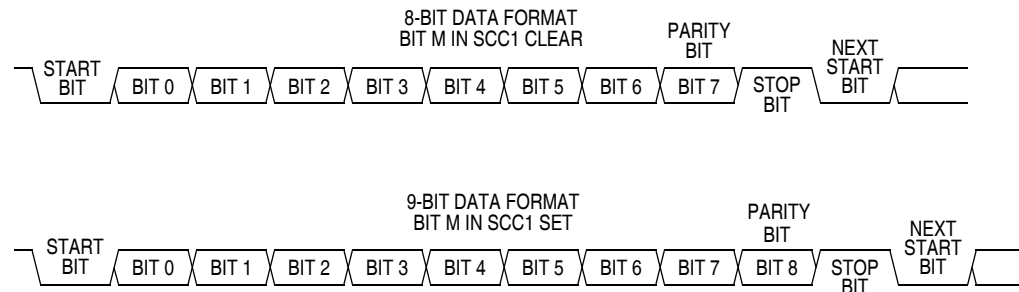 8-BIT DATA FORMAT
BIT M IN SCC1 CLEAR
PARITY
BIT
START
BIT
BIT 0
BIT 1
BIT 2
BIT 3
BIT 4
BIT 5
BIT 6
BIT 7
STOP
BIT
NEXT
START
BIT
9-BIT DATA FORMAT
BIT M IN SCC1 SET
PARITY
BIT
START
BIT
BIT 0
BIT 1
BIT 2
BIT 3
BIT 4
BIT 5
BIT 6
BIT 7
BIT 8
STOP
BIT
NEXT
START
BIT